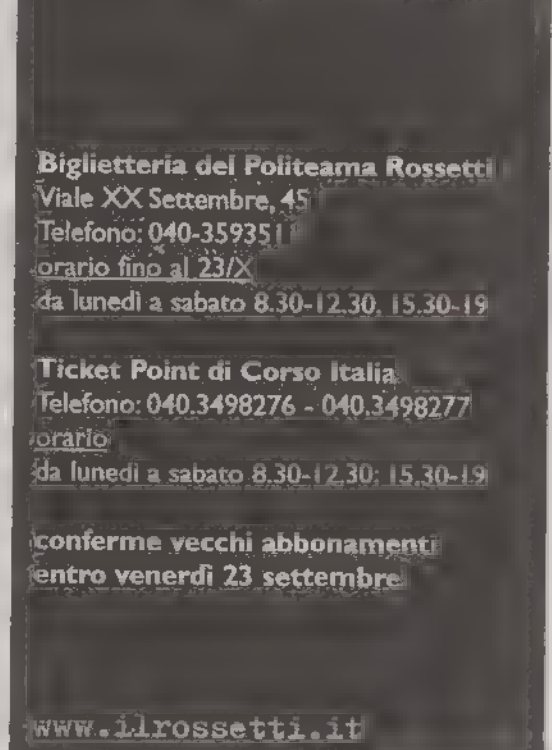 Biglietteria del Politeama Rossetti
Viale XX Settembre, 45
Telefono: 040-3593511
orario fino al 23/X
da lunedì a sabato 8.30-12.30, 15.30-19
Ticket Point di Corso Italia
Telefono: 040.3498276 - 040.3498277
orario
da lunedì a sabato 8.30-12.30; 15.30-19
conferme vecchi abbonamenti
entro venerdì 23 settembre
www.ilrossetti.it